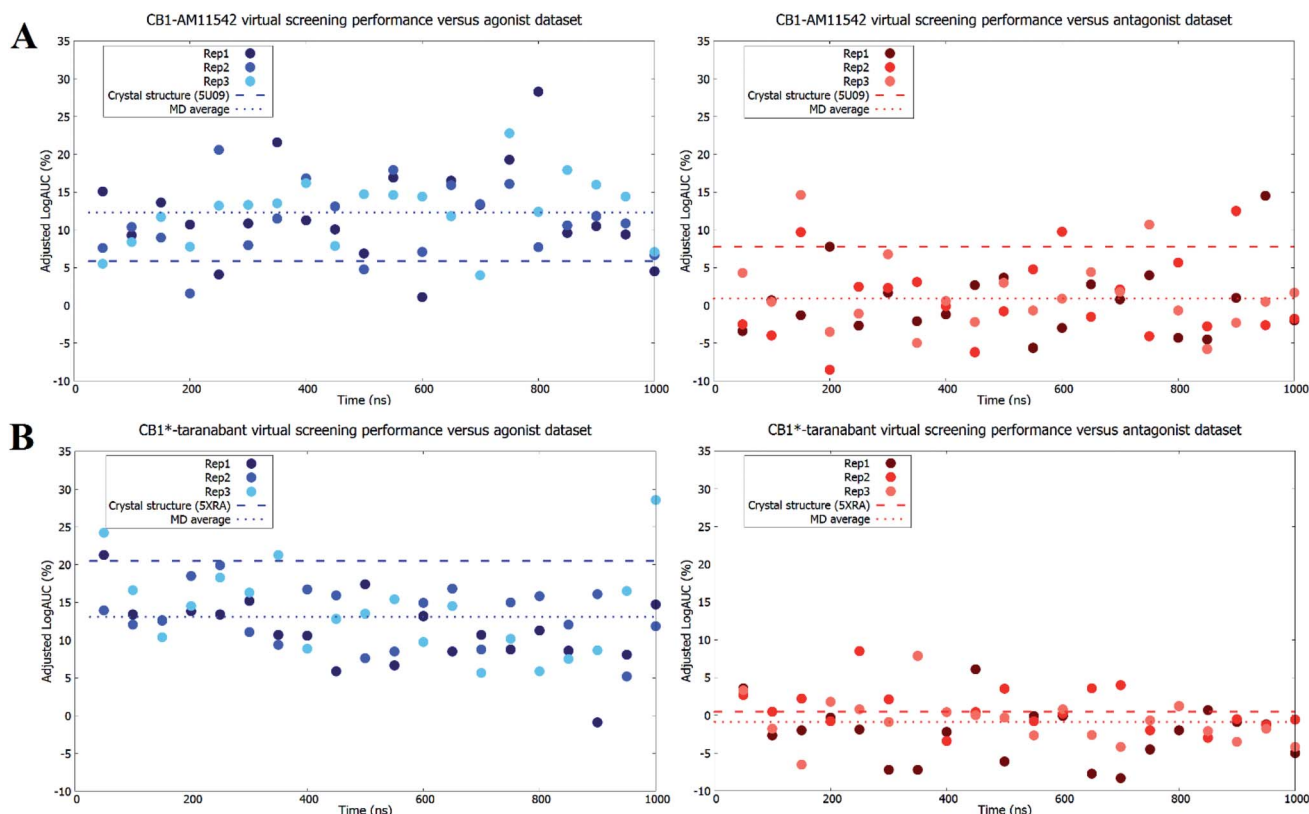 A
CB1-AM11542 virtual screening performance versus agonist dataset
35
30
25
20
15
10
5
0
-5
-10
Adjusted LogAUC (%)
Rep1
Rep2
Rep3
Crystal structure (5U09)
MD average
200
400
600
800
1000
Time (ns)
CB1-AM11542 virtual screening performance versus antagonist dataset
35
30
25
20
15
10
5
0
-5
-10
Adjusted LogAUC (%)
Rep1
Rep2
Rep3
Crystal structure (5U09)
MD average
200
400
600
800
1000
Time (ns)
B
CB1*-taranabant virtual screening performance versus agonist dataset
35
30
25
20
15
10
5
0
-5
-10
Adjusted LogAUC (%)
Rep1
Rep2
Rep3
Crystal structure (5XRA)
MD average
200
400
600
800
1000
Time (ns)
CB1*-taranabant virtual screening performance versus antagonist dataset
35
30
25
20
15
10
5
0
-5
-10
Adjusted LogAUC (%)
Rep1
Rep2
Rep3
Crystal structure (5XRA)
MD average
200
400
600
800
1000
Time (ns)